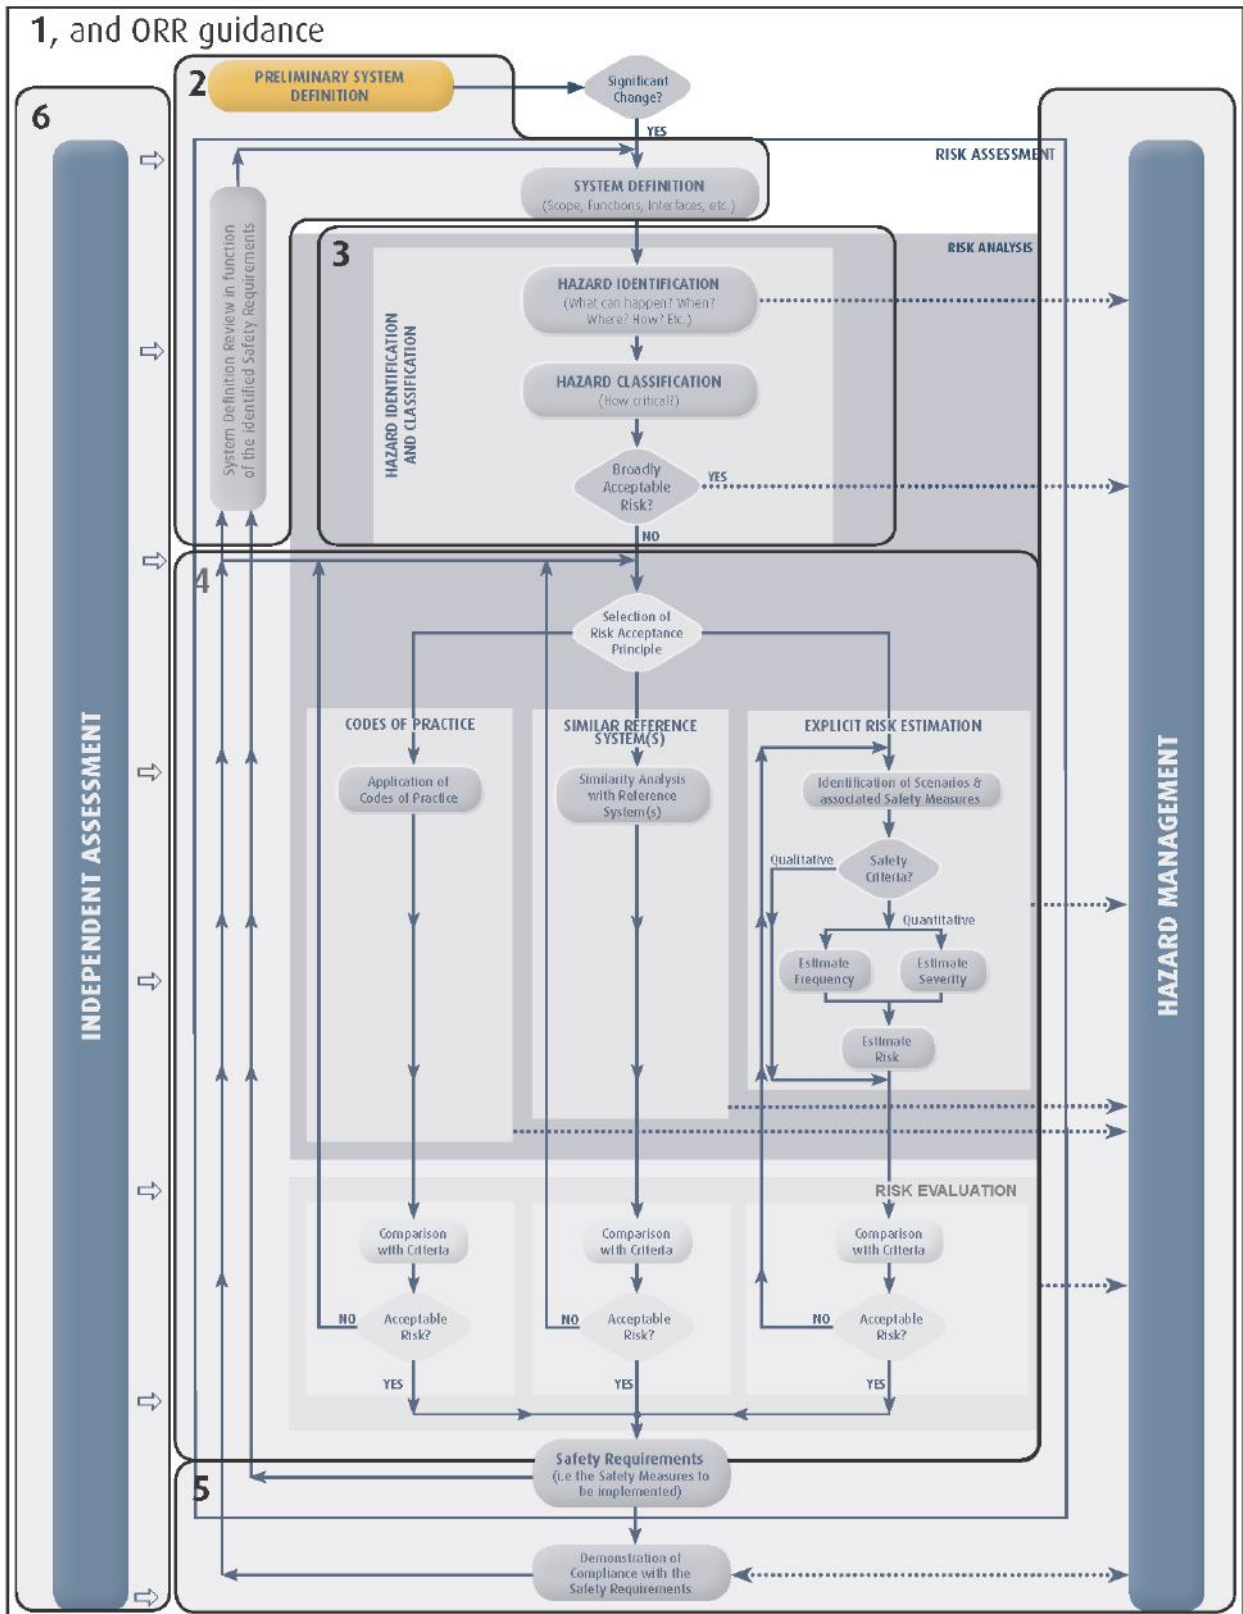 1, and ORR guidance
2
PRELIMINARY SYSTEM
DEFINITION
Significant
Change?
YES
6
RISK ASSESSMENT
SYSTEM DEFINITION
(Scope, Functions, Interfaces, etc.)
System Definition Review in function
of the identified Safety Requirements
3
RISK ANALYSIS
HAZARD IDENTIFICATION
(What can happen? When?
Where? How? Etc.)
HAZARD IDENTIFICATION
AND CLASSIFICATION
HAZARD CLASSIFICATION
(How critical?)
Broadly
Acceptable
Risk?
YES
NO
4
Selection of
Risk Acceptance
Principle
INDEPENDENT ASSESSMENT
HAZARD MANAGEMENT
CODES OF PRACTICE
SIMILAR REFERENCE
SYSTEM(S)
EXPLICIT RISK ESTIMATION
Application of
Codes of Practice
Similarity Analysis
with Reference
System(s)
Identification of Scenarios &
associated Safety Measures
Qualitative
Safety
Criteria?
Quantitative
Estimate
Frequency
Estimate
Severity
Estimate
Risk
RISK EVALUATION
Comparison
with Criteria
Comparison
with Criteria
Comparison
with Criteria
NO
Acceptable
Risk?
NO
Acceptable
Risk?
NO
Acceptable
Risk?
YES
YES
YES
Safety Requirements
(i.e the Safety Measures to
be implemented)
5
Demonstration of
Compliance with the
Safety Requirements